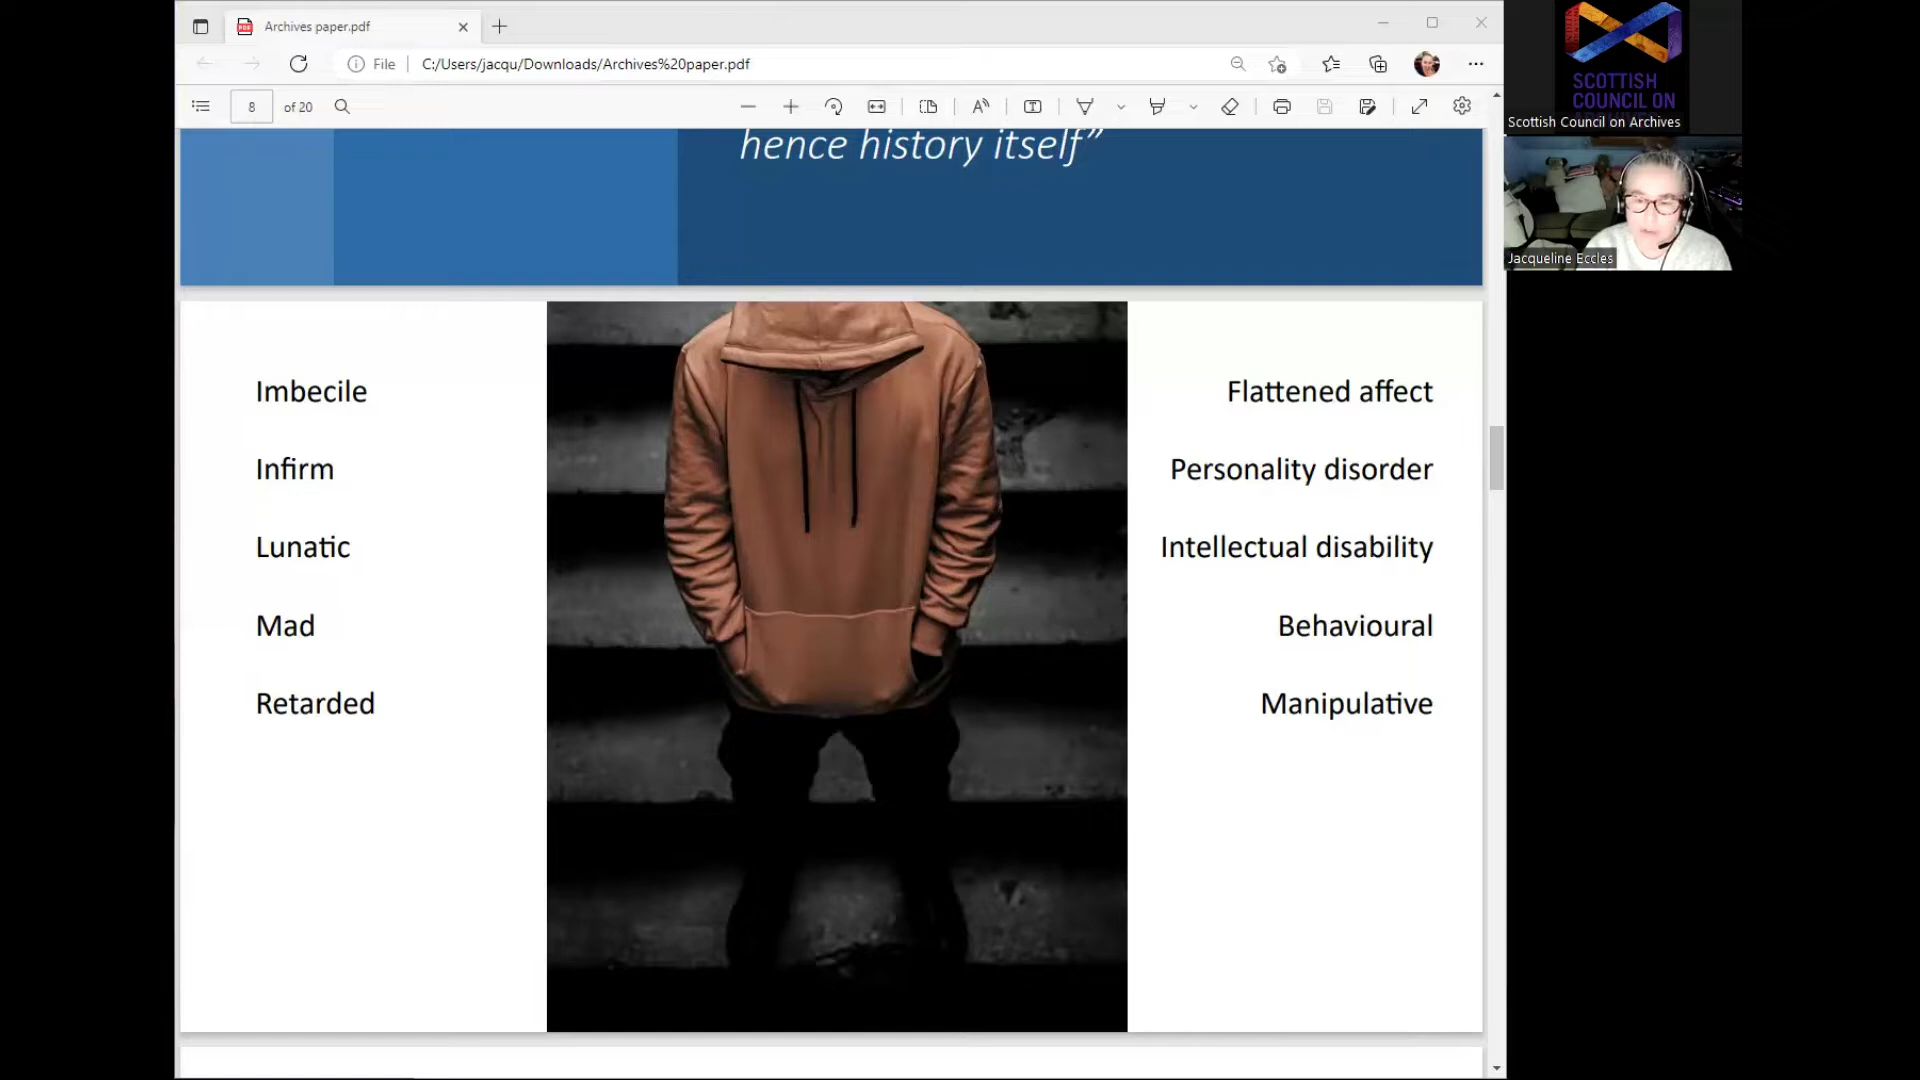 Archives paper.pdf
File
C:/Users/jacqu/Downloads/Archives%20paper.pdf
8 of 20
hence history itself”
Imbecile
Infirm
Lunatic
Mad
Retarded
Flattened affect
Personality disorder
Intellectual disability
Behavioural
Manipulative
SCOTTISH
COUNCIL ON
Scottish Council on Archives
Jacqueline Eccles